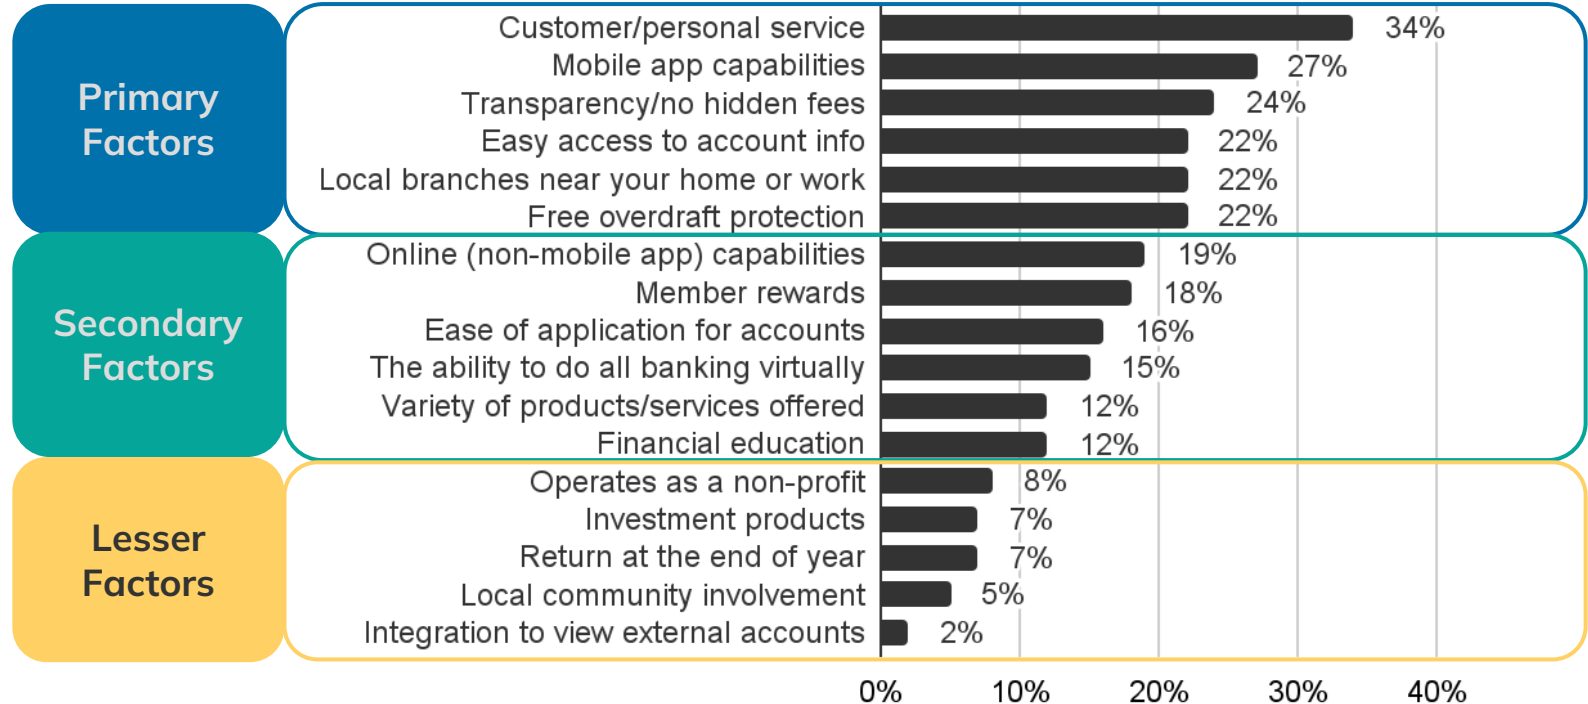 Primary
Factors
Customer/personal service 34%
Mobile app capabilities 27%
Transparency/no hidden fees 24%
Easy access to account info 22%
Local branches near your home or work 22%
Free overdraft protection 22%
Secondary
Factors
Online (non-mobile app) capabilities 19%
Member rewards 18%
Ease of application for accounts 16%
The ability to do all banking virtually 15%
Variety of products/services offered 12%
Financial education 12%
Lesser
Factors
Operates as a non-profit 8%
Investment products 7%
Return at the end of year 7%
Local community involvement 5%
Integration to view external accounts 2%
0% 10% 20% 30% 40%